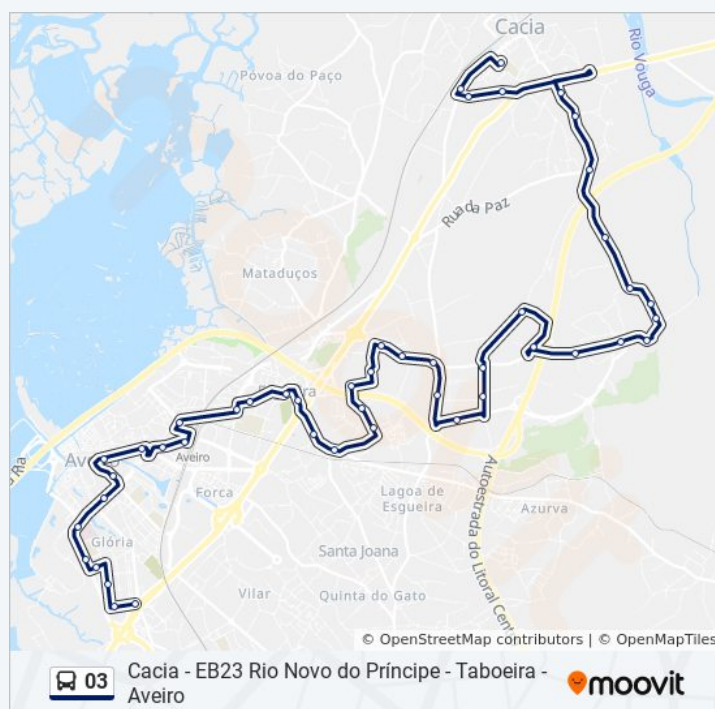 Cacia
Póvoa do Paço
Rio Vouga
Rua da Paz
Mataduços
Aveiro
Forca
Lagoa de
Esgueira
Azurva
Autoestrada do Litoral Cent
Glória
Santa Joana
Vilar
Quinta do Gato
© OpenStreetMap contributors | © OpenMapTiles
03
Cacia - EB23 Rio Novo do Príncipe - Taboeira -
Aveiro
moovit